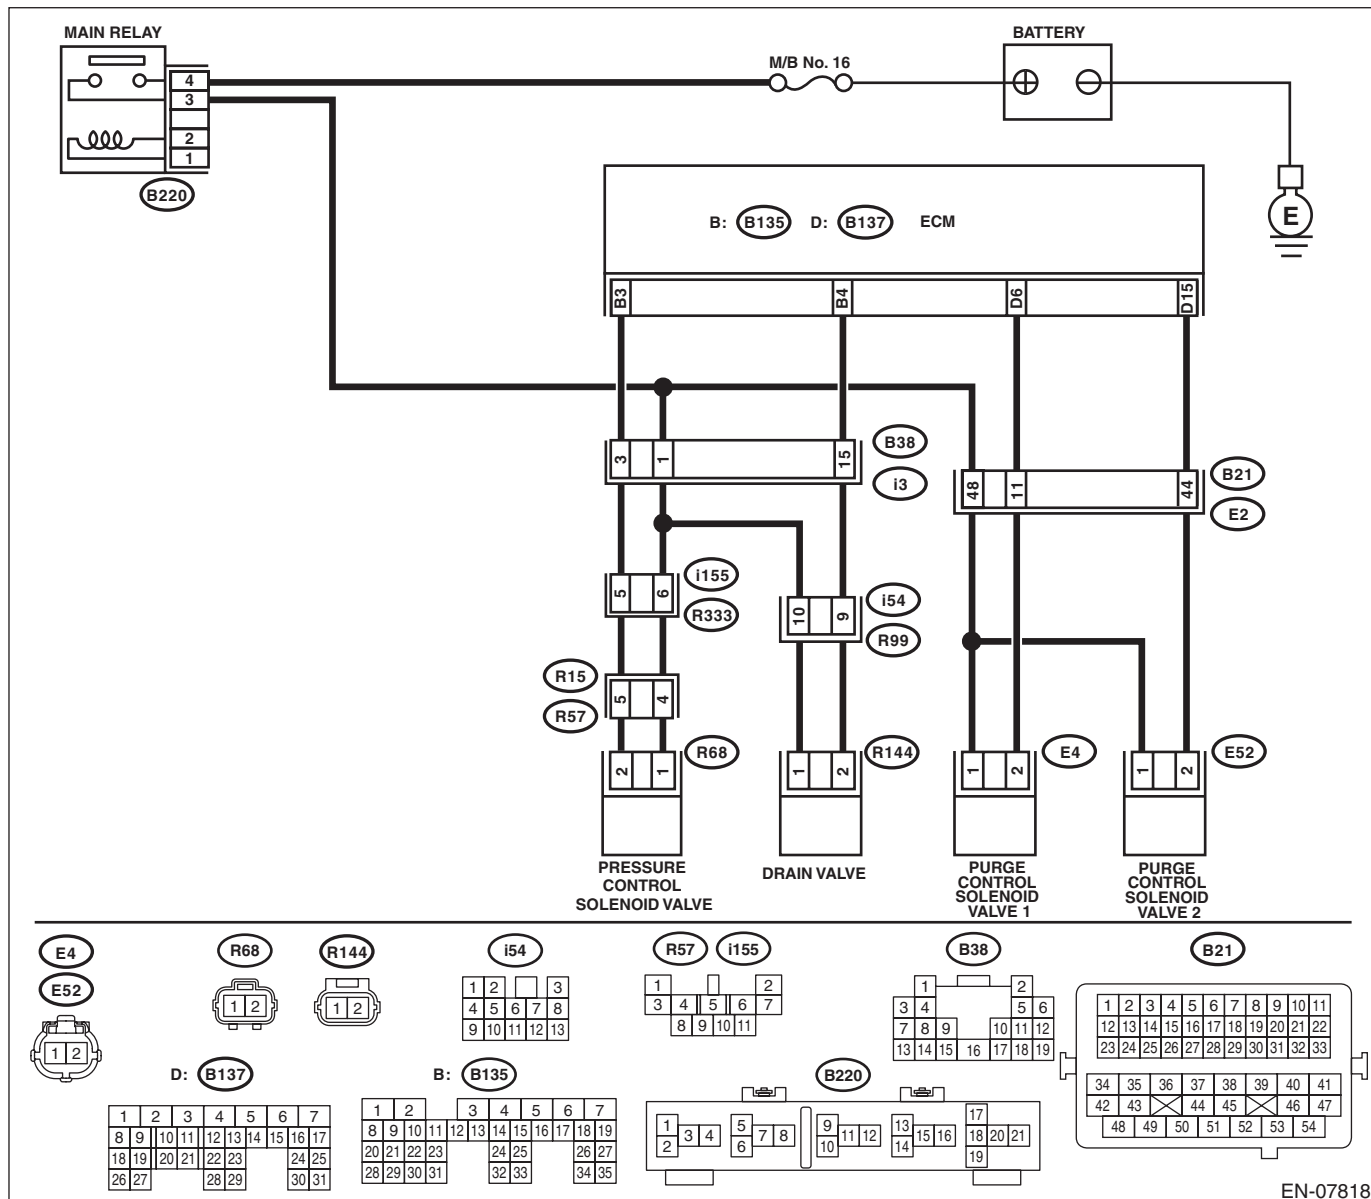 MAIN RELAY
BATTERY
M/B No. 16
4
3
2
1
B220
E
B: B135 D: B137 ECM
B3 B4 D6 D15
3 1 15
B38
i3
48 11 44
B21
E2
5 6
i155
R333
10 9
i54
R99
R15
R57
5 4
2 1
R68
1 2
R144
1 2
E4
1 2
E52
PRESSURE
CONTROL
SOLENOID VALVE
DRAIN VALVE
PURGE
CONTROL
SOLENOID
VALVE 1
PURGE
CONTROL
SOLENOID
VALVE 2
E4
E52
1 2
R68
1 2
R144
1 2
i54
1 2 3
4 5 6 7 8
9 10 11 12 13
R57 i155
1 2
3 4 5 6 7
8 9 10 11
B38
1 2
3 4 5 6
7 8 9 10 11 12
13 14 15 16 17 18 19
B21
1 2 3 4 5 6 7 8 9 10 11
12 13 14 15 16 17 18 19 20 21 22
23 24 25 26 27 28 29 30 31 32 33
34 35 36 37 38 39 40 41
42 43 44 45 46 47
48 49 50 51 52 53 54
D: B137
1 2 3 4 5 6 7
8 9 10 11 12 13 14 15 16 17
18 19 20 21 22 23 24 25
26 27 28 29 30 31
B: B135
1 2 3 4 5 6 7
8 9 10 11 12 13 14 15 16 17 18 19
20 21 22 23 24 25 26 27
28 29 30 31 32 33 34 35
B220
1 5 9 13 17
3 4 7 8 11 12 15 16 18 20 21
2 6 10 14 19
EN-07818